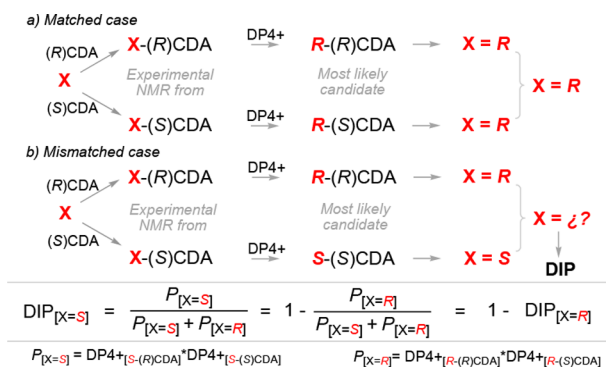 a) Matched case
(R)CDA X-(R)CDA DP4+ R-(R)CDA X = R
X Experimental NMR from Most likely candidate X = R
(S)CDA X-(S)CDA DP4+ R-(S)CDA X = R
b) Mismatched case
(R)CDA X-(R)CDA DP4+ R-(R)CDA X = R
X Experimental NMR from Most likely candidate X = ¿?
(S)CDA X-(S)CDA DP4+ S-(S)CDA X = S DIP
DIP[X=S] = P[X=S] / P[X=S] + P[X=R] = 1 - P[X=R] / P[X=S] + P[X=R] = 1 - DIP[X=R]
P[X=S] = DP4+[S-(R)CDA]*DP4+[S-(S)CDA] P[X=R]= DP4+[R-(R)CDA]*DP4+[R-(S)CDA]